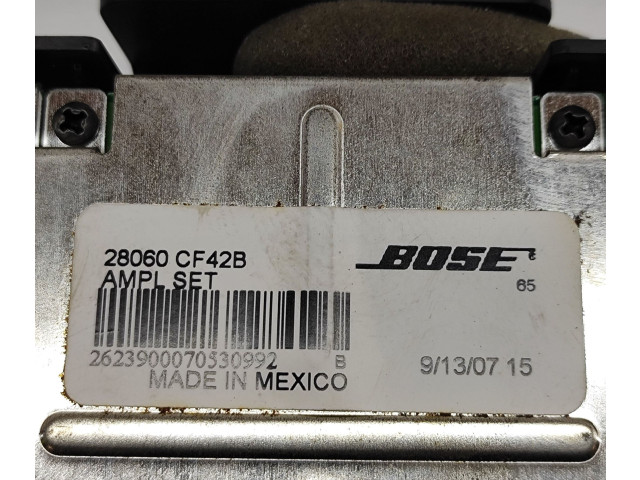 28060 CF42B
AMPL SET
BOSE
65
2623900070530992 B
MADE IN MEXICO
9/13/07 15